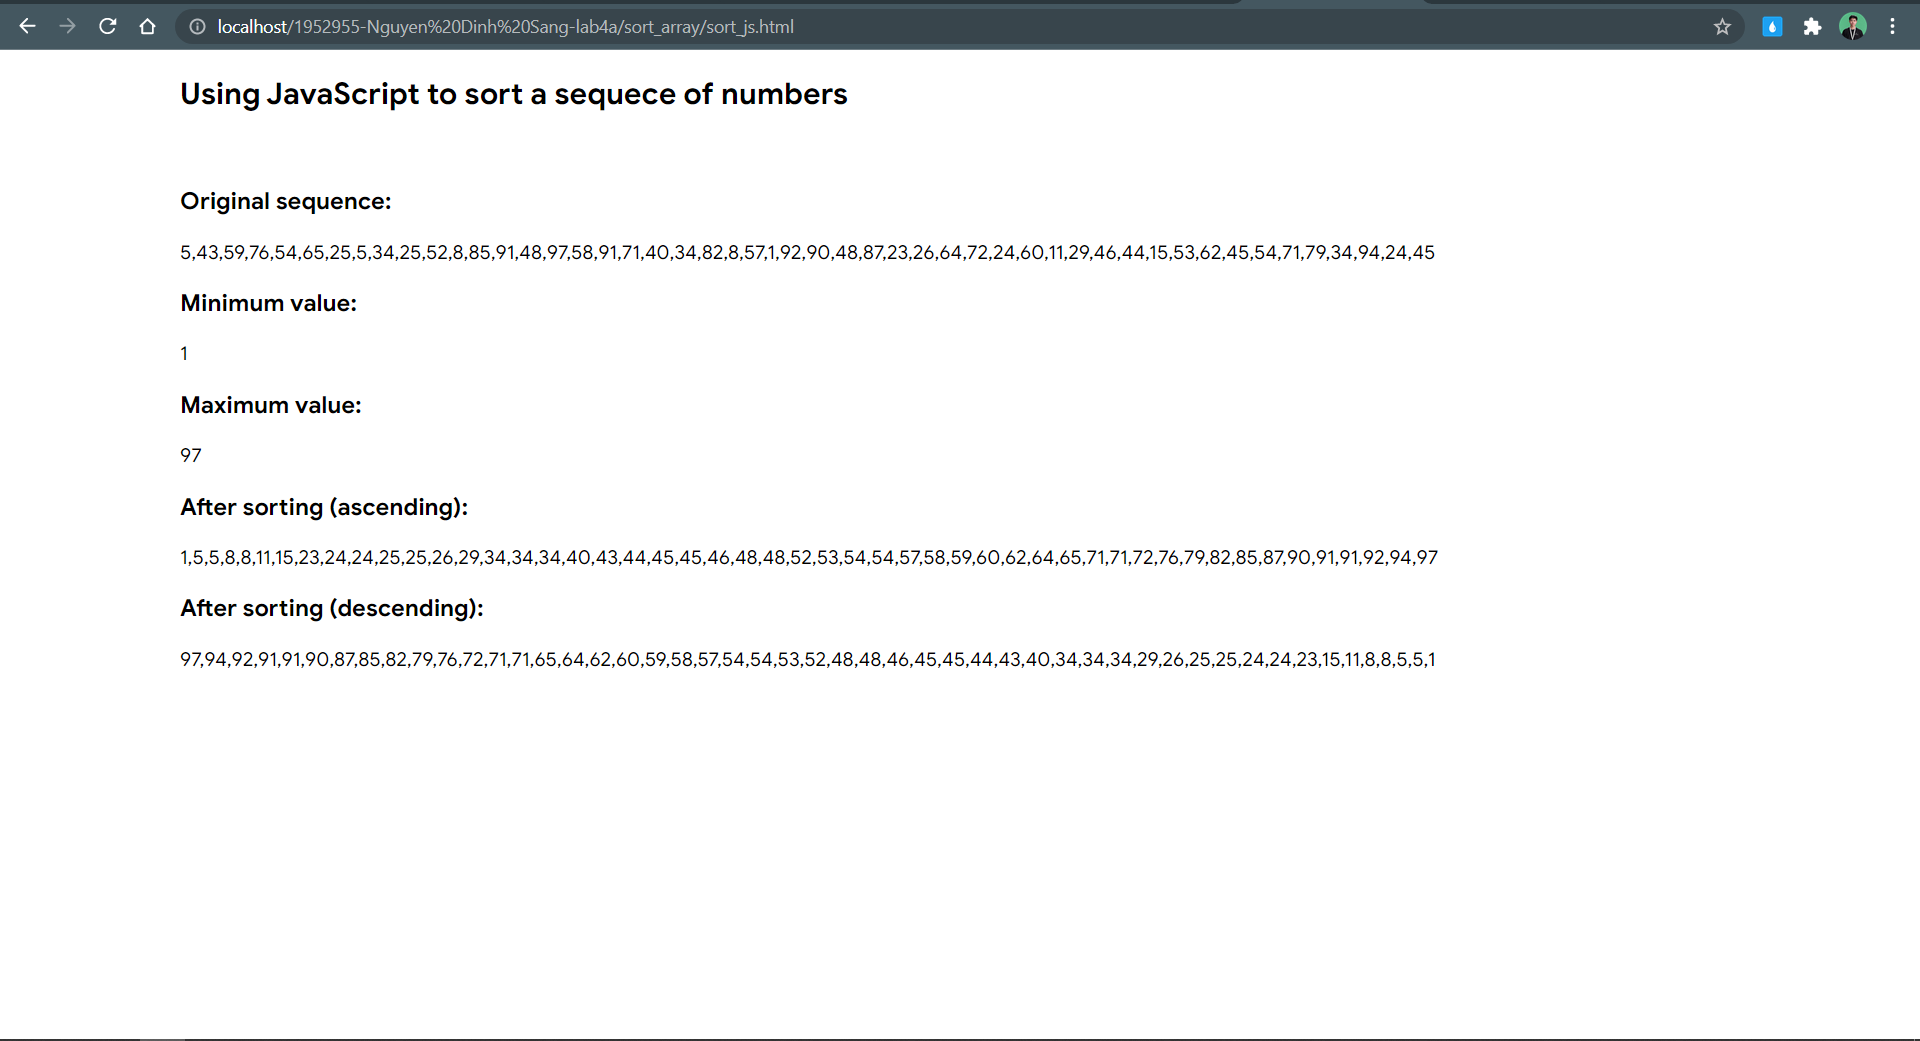 localhost/1952955-Nguyen%20Dinh%20Sang-lab4a/sort_array/sort_js.html
Using JavaScript to sort a sequece of numbers
Original sequence:
5,43,59,76,54,65,25,5,34,25,52,8,85,91,48,97,58,91,71,40,34,82,8,57,1,92,90,48,87,23,26,64,72,24,60,11,29,46,44,15,53,62,45,54,71,79,34,94,24,45
Minimum value:
1
Maximum value:
97
After sorting (ascending):
1,5,5,8,8,11,15,23,24,24,25,25,26,29,34,34,34,40,43,44,45,45,46,48,48,52,53,54,54,57,58,59,60,62,64,65,71,71,72,76,79,82,85,87,90,91,91,92,94,97
After sorting (descending):
97,94,92,91,91,90,87,85,82,79,76,72,71,71,65,64,62,60,59,58,57,54,54,53,52,48,48,46,45,45,44,43,40,34,34,34,29,26,25,25,24,24,23,15,11,8,8,5,5,1